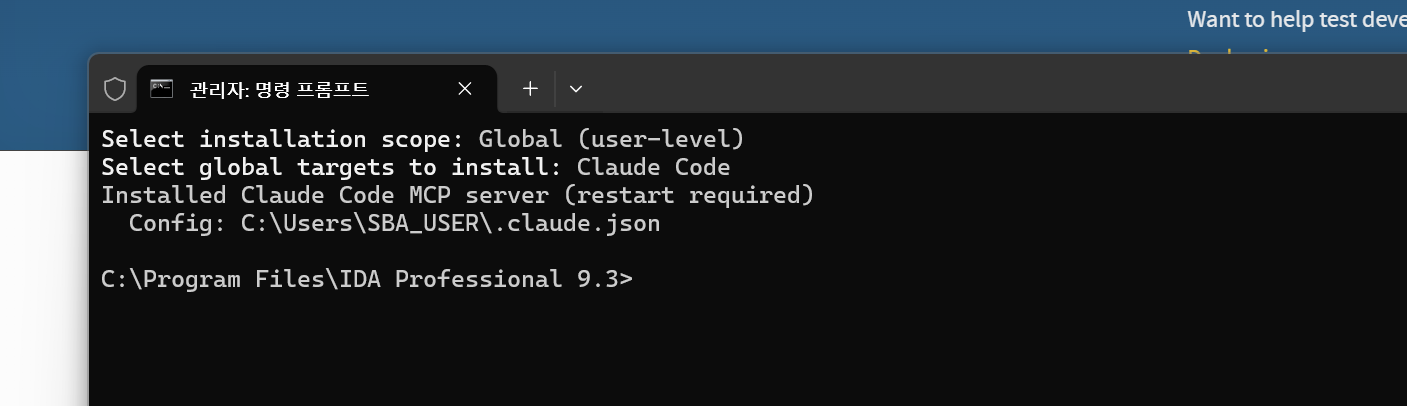 Want to help test deve
관리자: 명령 프롬프트
Select installation scope: Global (user-level)
Select global targets to install: Claude Code
Installed Claude Code MCP server (restart required)
  Config: C:\Users\SBA_USER\.claude.json
C:\Program Files\IDA Professional 9.3>